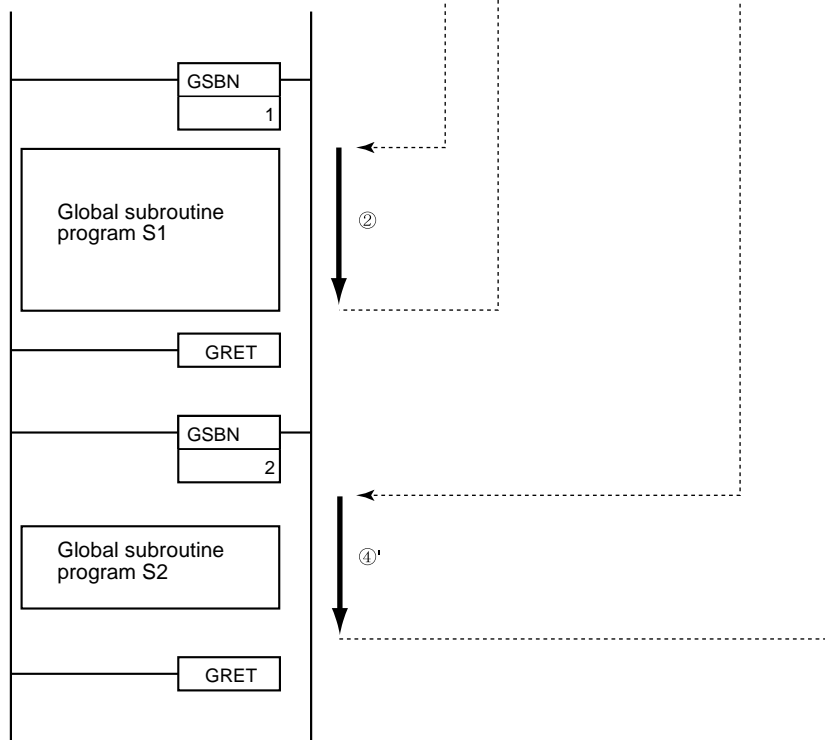 GSBN
1
Global subroutine
program S1
②
GRET
GSBN
2
Global subroutine
program S2
④'
GRET